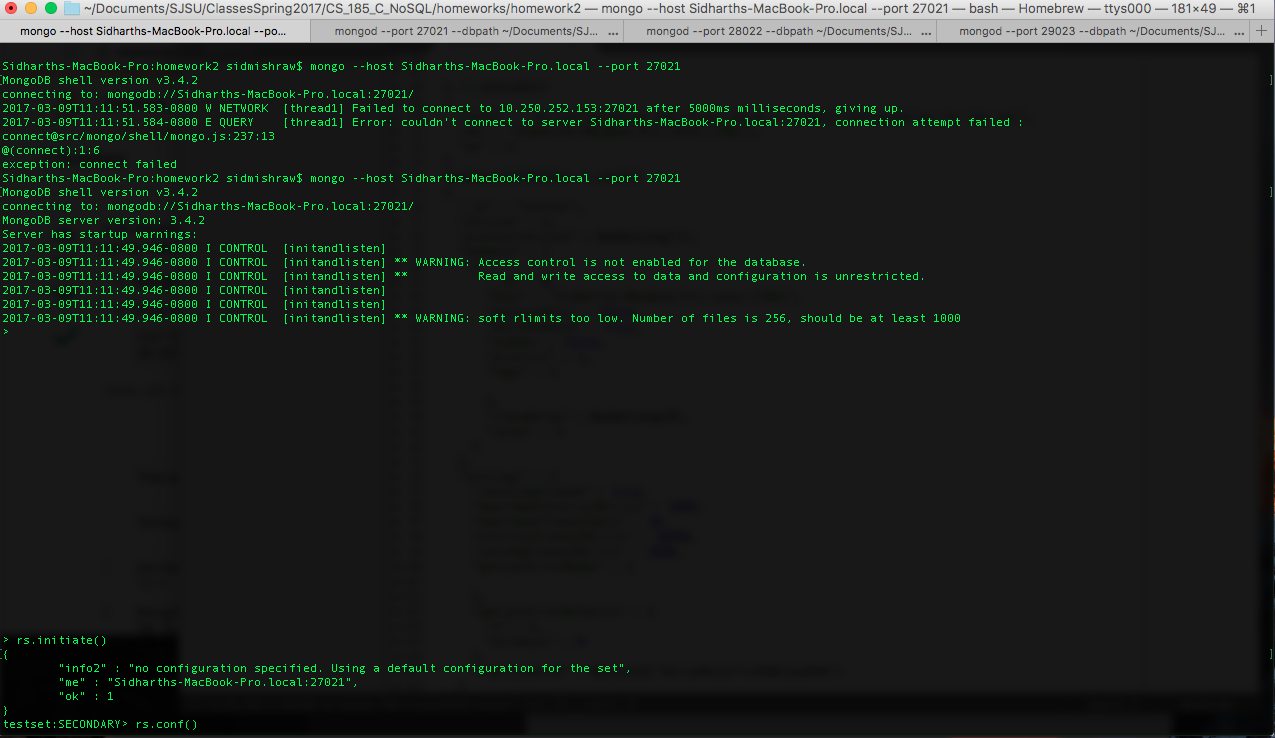 ~/Documents/SJSU/ClassesSpring2017/CS_185_C_NoSQL/homeworks/homework2 — mongo --host Sidharths-MacBook-Pro.local --port 27021 — bash — Homebrew — ttys000 — 181×49 — ⌘1
mongo --host Sidharths-MacBook-Pro.local --po... mongod --port 27021 --dbpath ~/Documents/SJ... ... mongod --port 28022 --dbpath ~/Documents/SJ... ... mongod --port 29023 --dbpath ~/Documents/SJ... ... +
Sidharths-MacBook-Pro:homework2 sidmishraw$ mongo --host Sidharths-MacBook-Pro.local --port 27021
[MongoDB shell version v3.4.2 ]
connecting to: mongodb://Sidharths-MacBook-Pro.local:27021/
2017-03-09T11:11:51.583-0800 W NETWORK  [thread1] Failed to connect to 10.250.252.153:27021 after 5000ms milliseconds, giving up.
2017-03-09T11:11:51.584-0800 E QUERY    [thread1] Error: couldn't connect to server Sidharths-MacBook-Pro.local:27021, connection attempt failed :
connect@src/mongo/shell/mongo.js:237:13
@(connect):1:6
exception: connect failed
Sidharths-MacBook-Pro:homework2 sidmishraw$ mongo --host Sidharths-MacBook-Pro.local --port 27021
[MongoDB shell version v3.4.2 ]
connecting to: mongodb://Sidharths-MacBook-Pro.local:27021/
MongoDB server version: 3.4.2
Server has startup warnings:
2017-03-09T11:11:49.946-0800 I CONTROL  [initandlisten]
2017-03-09T11:11:49.946-0800 I CONTROL  [initandlisten] ** WARNING: Access control is not enabled for the database.
2017-03-09T11:11:49.946-0800 I CONTROL  [initandlisten] **          Read and write access to data and configuration is unrestricted.
2017-03-09T11:11:49.946-0800 I CONTROL  [initandlisten]
2017-03-09T11:11:49.946-0800 I CONTROL  [initandlisten]
2017-03-09T11:11:49.946-0800 I CONTROL  [initandlisten] ** WARNING: soft rlimits too low. Number of files is 256, should be at least 1000
>
> rs.initiate()
[{ ]
"info2" : "no configuration specified. Using a default configuration for the set",
"me" : "Sidharths-MacBook-Pro.local:27021",
"ok" : 1
}
testset:SECONDARY> rs.conf()